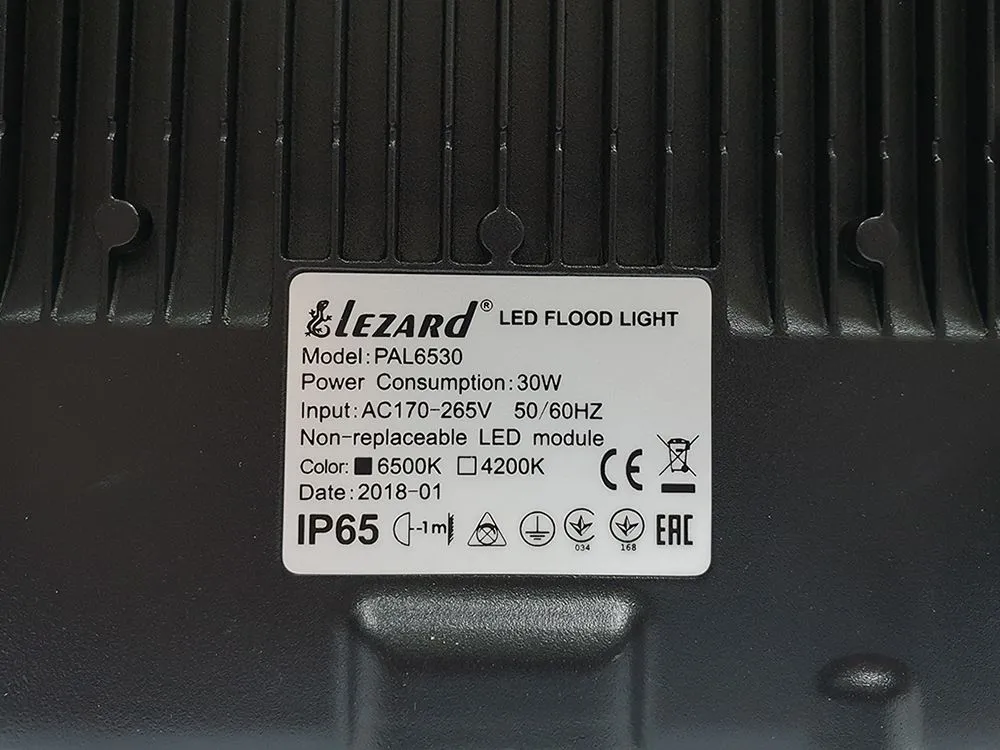 LEZARD® LED FLOOD LIGHT
Model: PAL6530
Power Consumption: 30W
Input: AC170-265V 50/60HZ
Non-replaceable LED module
Color: ■ 6500K □ 4200K
CE
Date: 2018-01
IP65 -1m 034 168 EAC